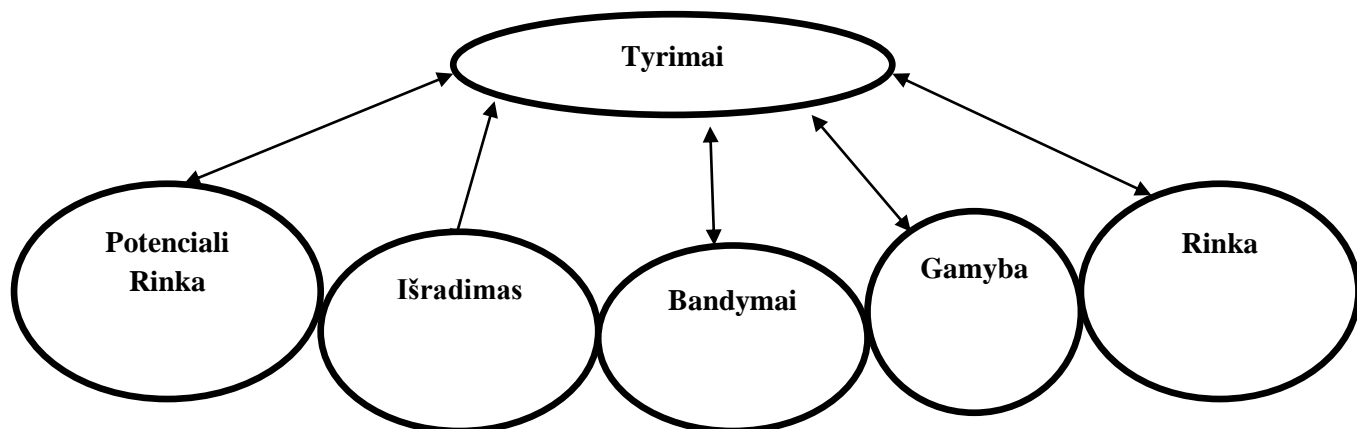 Tyrimai
Potenciali
Rinka
Išradimas
Bandymai
Gamyba
Rinka